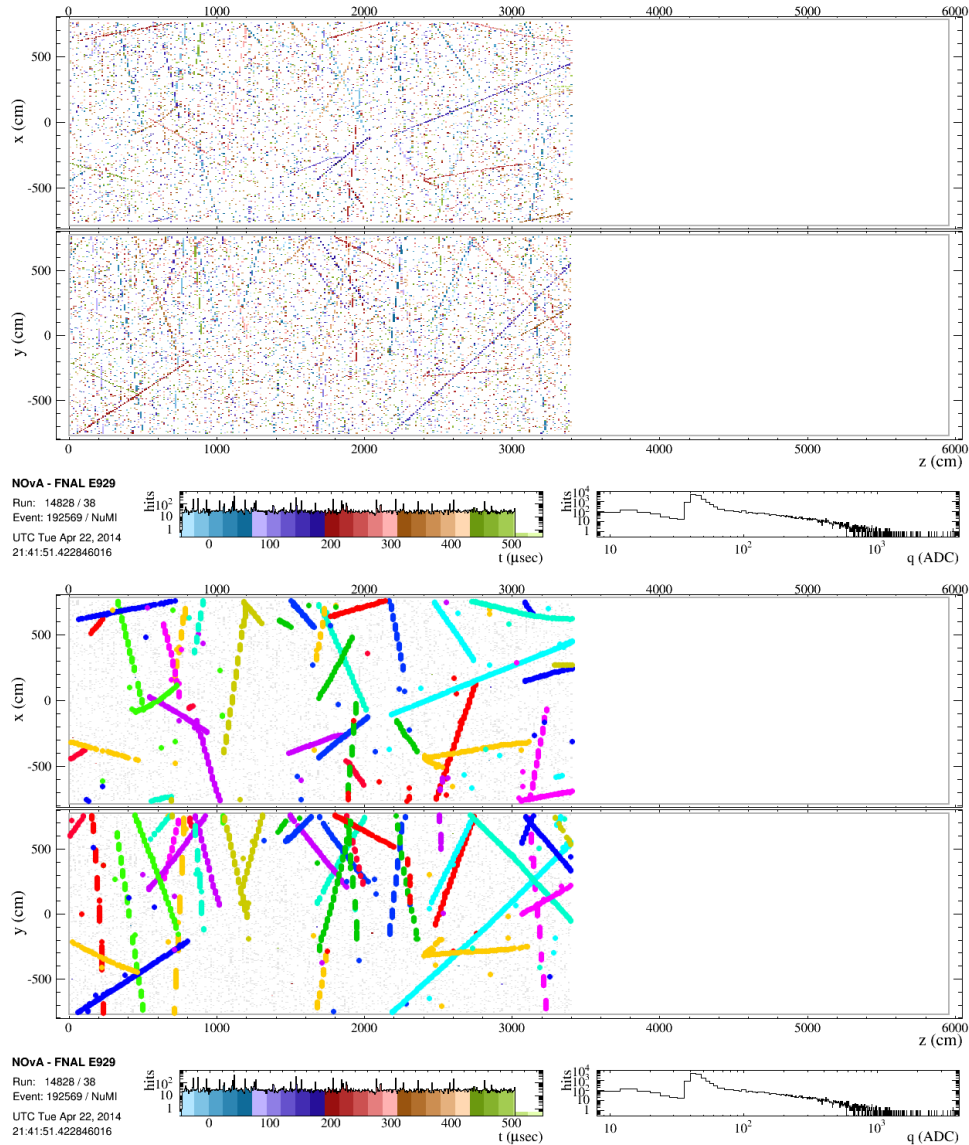 0 1000 2000 3000 4000 5000 6000
500
0
-500
x (cm)
500
0
-500
y (cm)
0 1000 2000 3000 4000 5000 6000
z (cm)
NOvA - FNAL E929
Run: 14828 / 38
Event: 192569 / NuMI
UTC Tue Apr 22, 2014
21:41:51.422846016
hits
10²
10
1
0 100 200 300 400 500
t (μsec)
hits
10⁴
10³
10²
10
1
10 10² 10³
q (ADC)
0 1000 2000 3000 4000 5000 6000
500
0
-500
x (cm)
500
0
-500
y (cm)
0 1000 2000 3000 4000 5000 6000
z (cm)
NOvA - FNAL E929
Run: 14828 / 38
Event: 192569 / NuMI
UTC Tue Apr 22, 2014
21:41:51.422846016
hits
10²
10
1
0 100 200 300 400 500
t (μsec)
hits
10⁴
10³
10²
10
1
10 10² 10³
q (ADC)